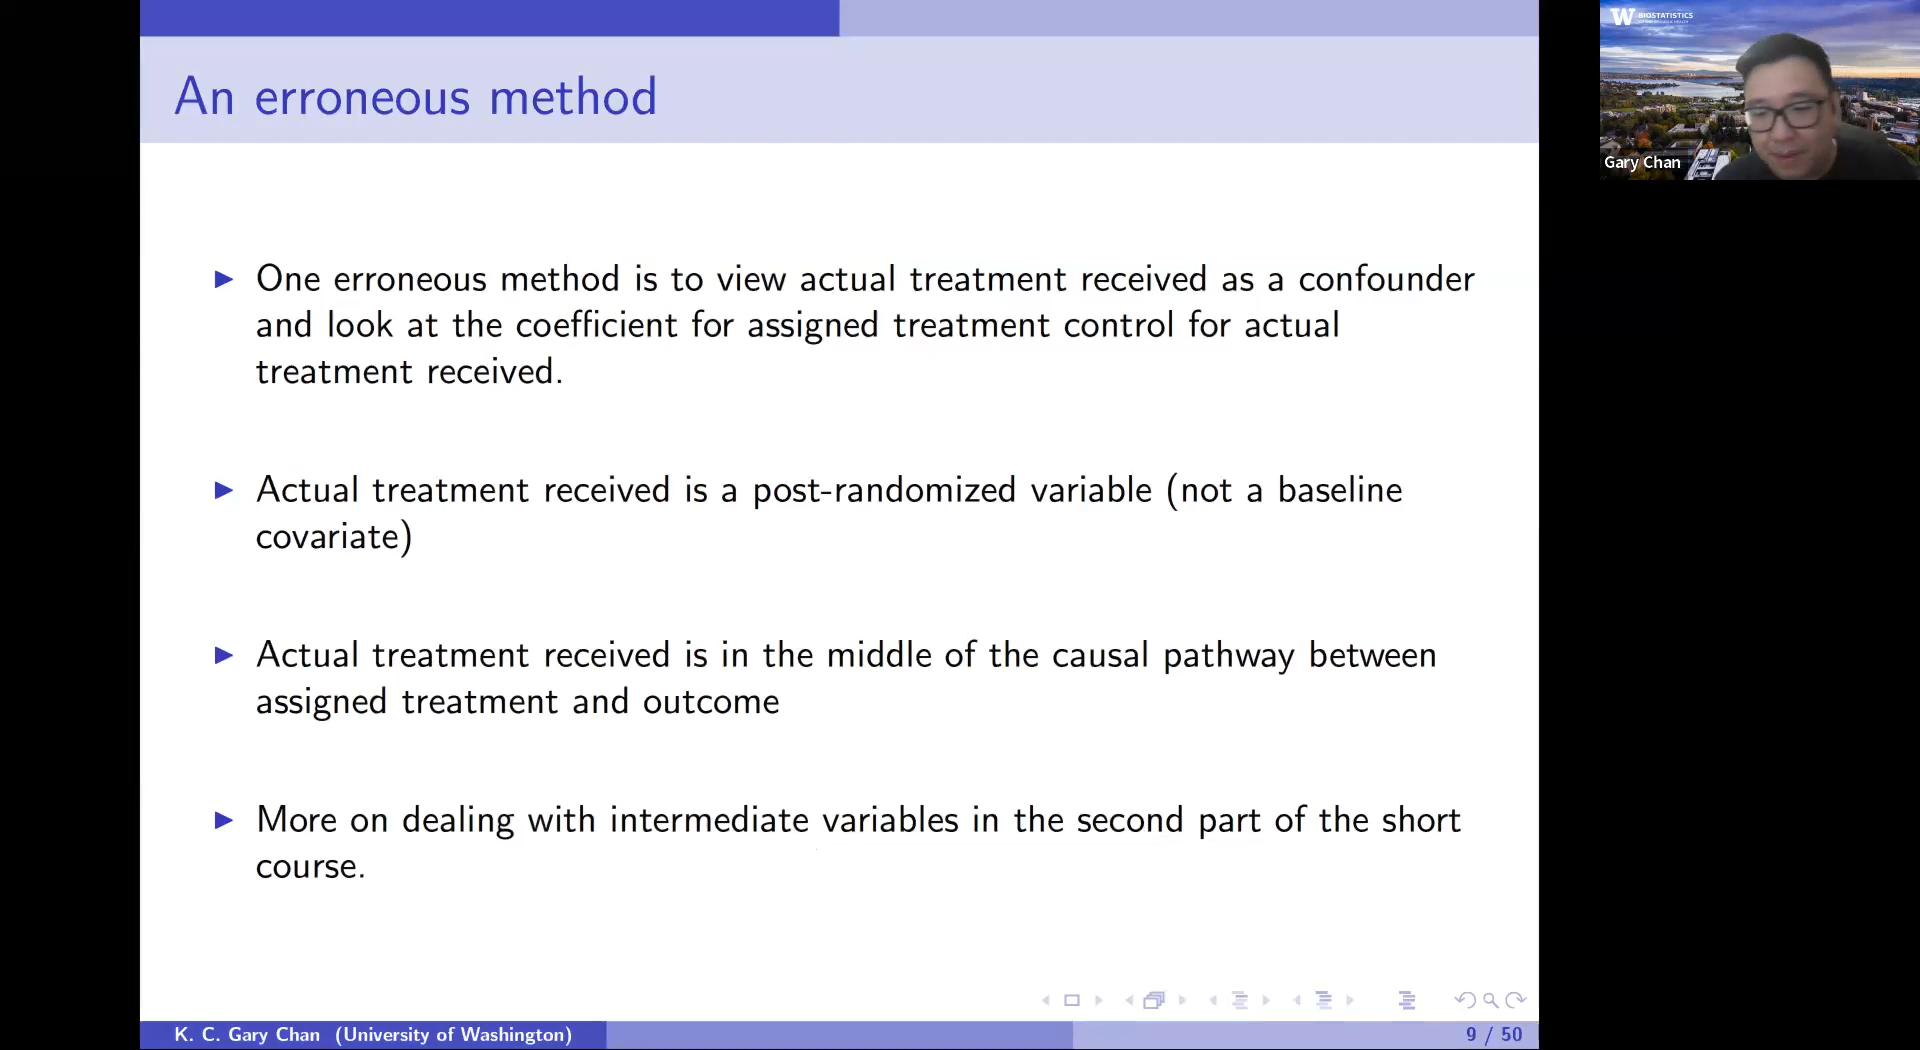 An erroneous method
One erroneous method is to view actual treatment received as a confounder
and look at the coefficient for assigned treatment control for actual
treatment received.
Actual treatment received is a post-randomized variable (not a baseline
covariate)
Actual treatment received is in the middle of the causal pathway between
assigned treatment and outcome
More on dealing with intermediate variables in the second part of the short
course.
K. C. Gary Chan (University of Washington)
9 / 50
W BIOSTATISTICS
Gary Chan